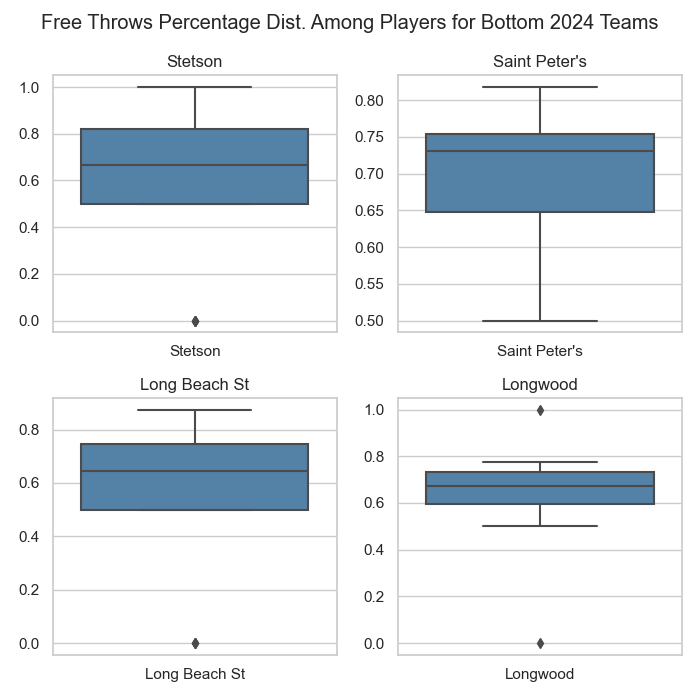 Free Throws Percentage Dist. Among Players for Bottom 2024 Teams
Stetson
1.0
0.8
0.6
0.4
0.2
0.0
Stetson
Saint Peter's
0.80
0.75
0.70
0.65
0.60
0.55
0.50
Saint Peter's
Long Beach St
0.8
0.6
0.4
0.2
0.0
Long Beach St
Longwood
1.0
0.8
0.6
0.4
0.2
0.0
Longwood